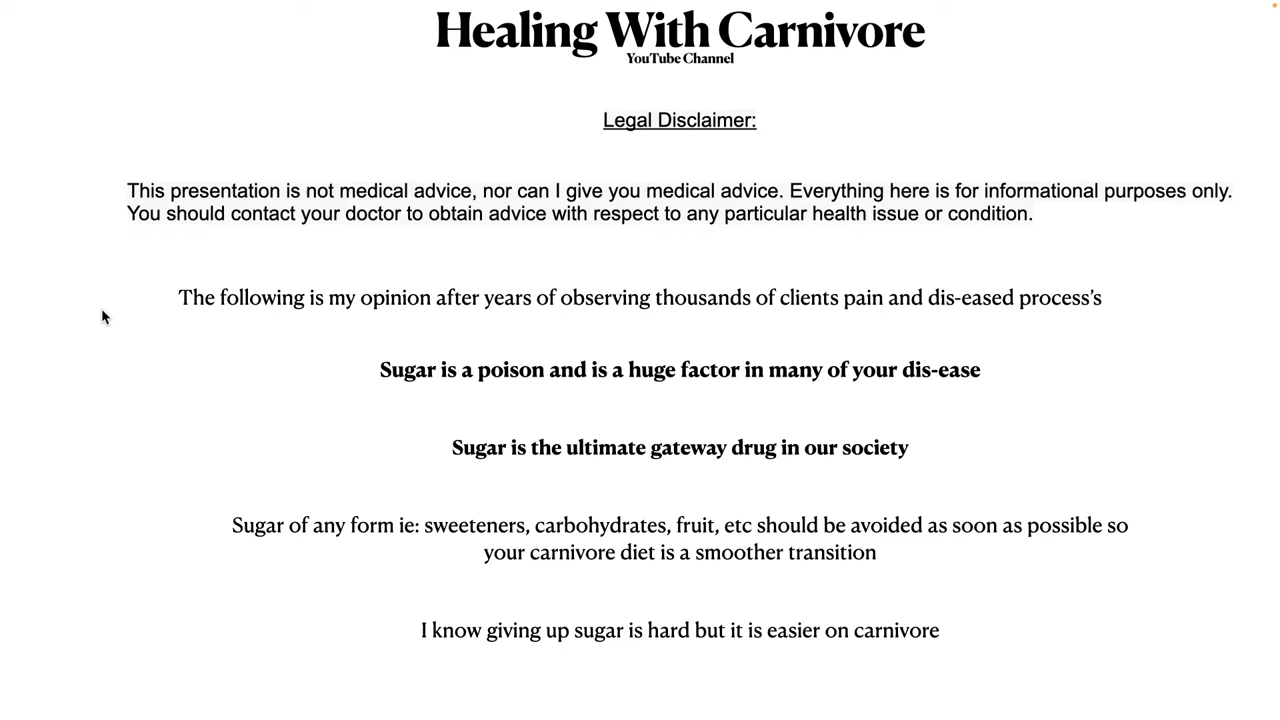 Healing With Carnivore
YouTube Channel
Legal Disclaimer:
This presentation is not medical advice, nor can I give you medical advice. Everything here is for informational purposes only.
You should contact your doctor to obtain advice with respect to any particular health issue or condition.
The following is my opinion after years of observing thousands of clients pain and dis-eased process’s
Sugar is a poison and is a huge factor in many of your dis-ease
Sugar is the ultimate gateway drug in our society
Sugar of any form ie: sweeteners, carbohydrates, fruit, etc should be avoided as soon as possible so
your carnivore diet is a smoother transition
I know giving up sugar is hard but it is easier on carnivore